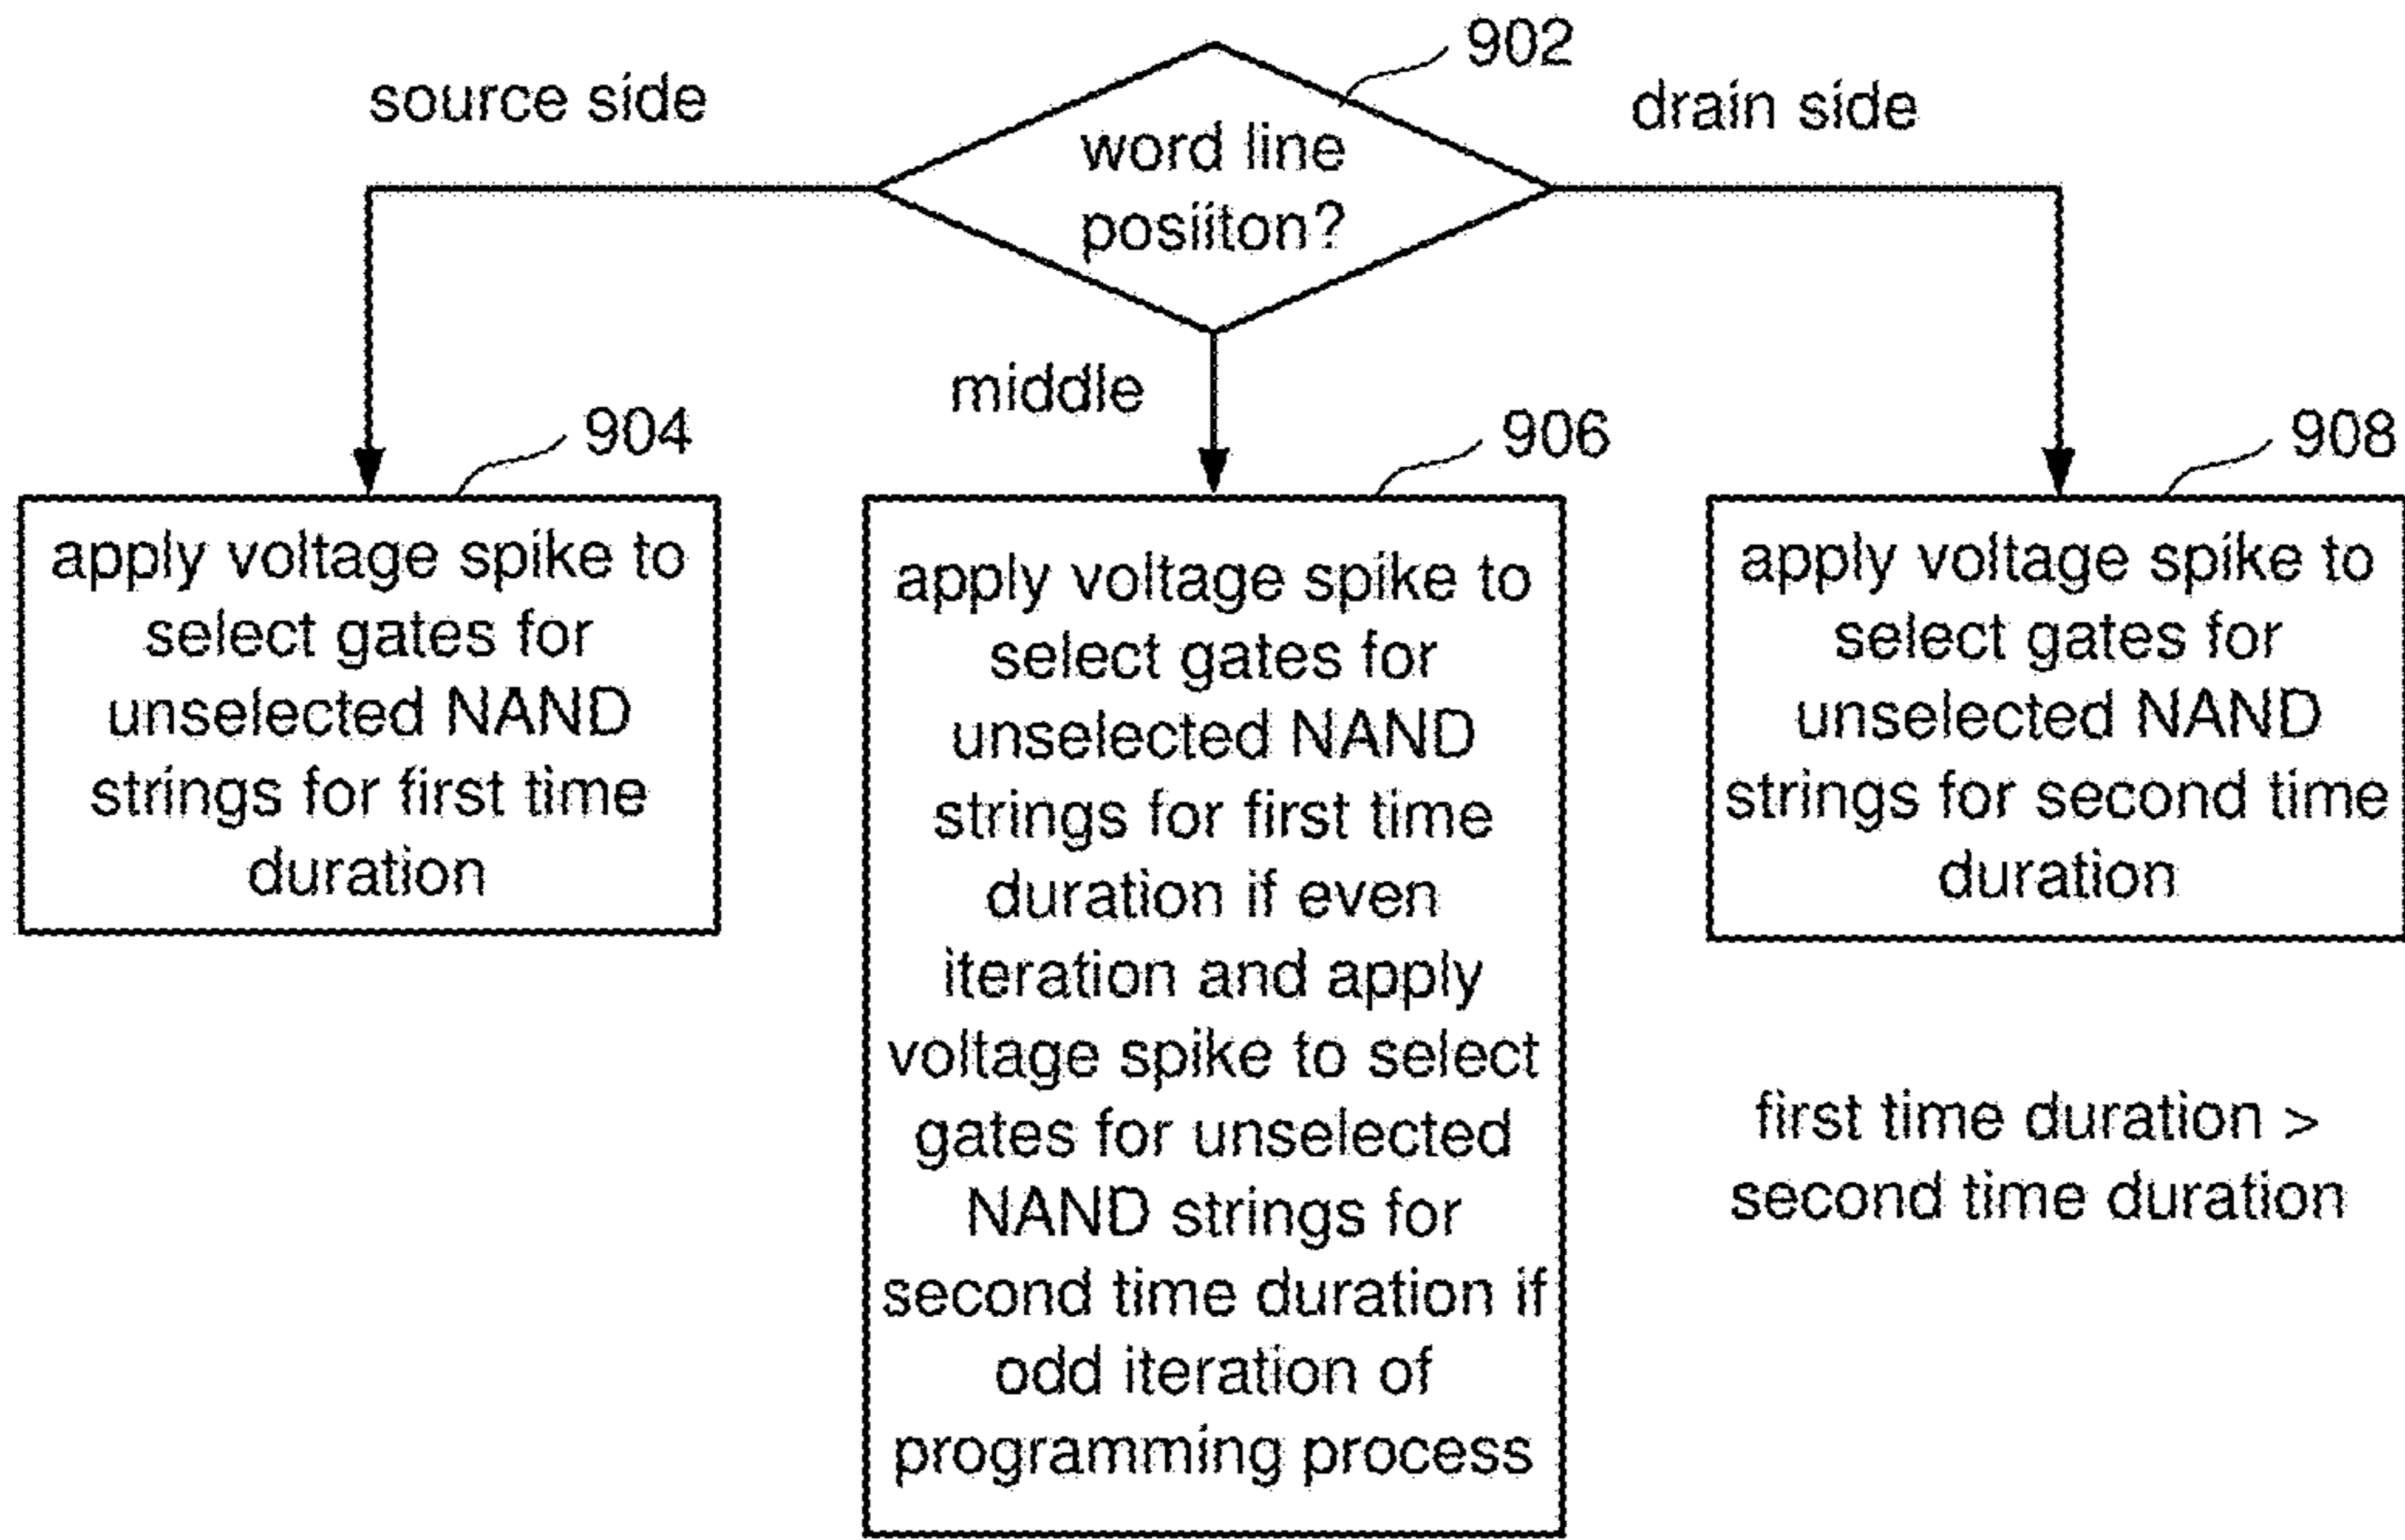 902
source side
drain side
word line
posiiton?
middle
904
906
908
apply voltage spike to
select gates for
unselected NAND
strings for first time
duration
apply voltage spike to
select gates for
unselected NAND
strings for first time
duration if even
iteration and apply
voltage spike to select
gates for unselected
NAND strings for
second time duration if
odd iteration of
programming process
apply voltage spike to
select gates for
unselected NAND
strings for second time
duration
first time duration >
second time duration